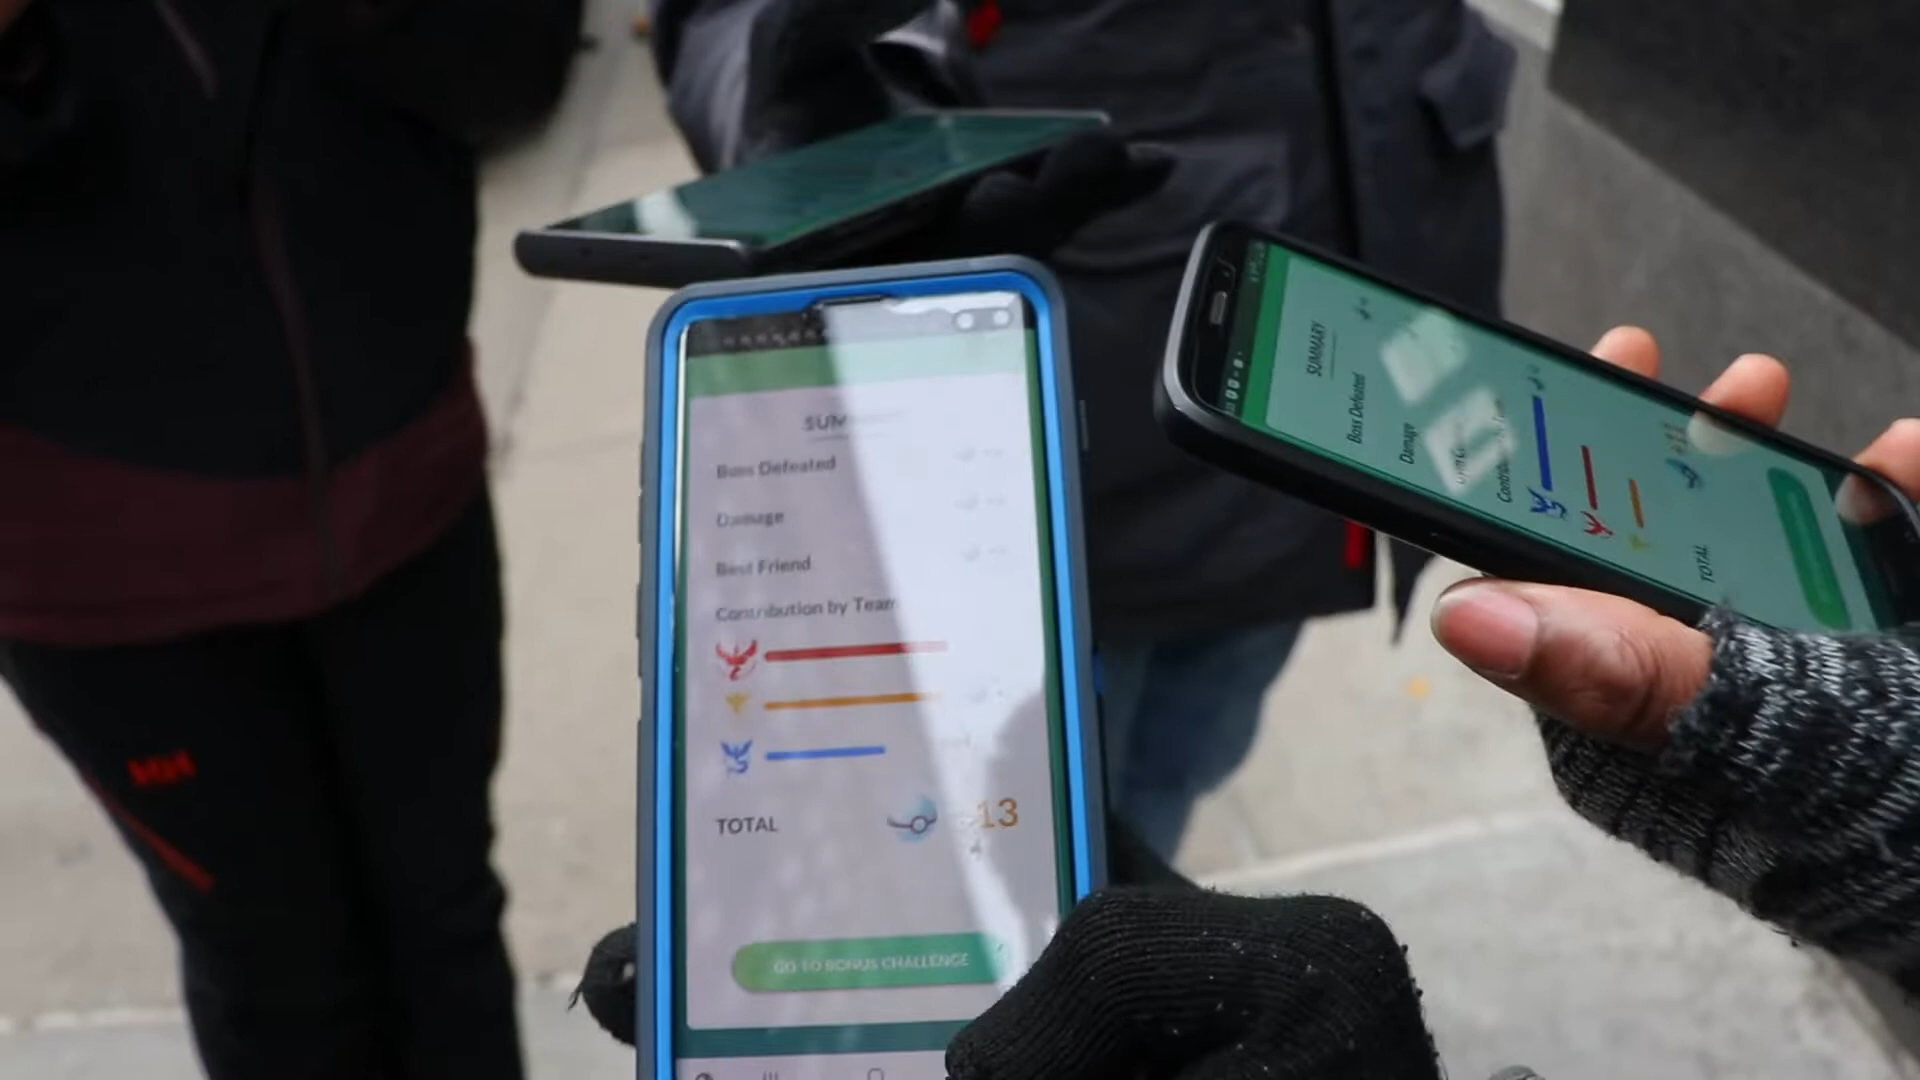 SUM
Boss Defeated
Damage
Best Friend
Contribution by Team
TOTAL 13
GO TO BONUS CHALLENGE
SUMMARY
Boss Defeated
Damage
TOTAL +11
HH